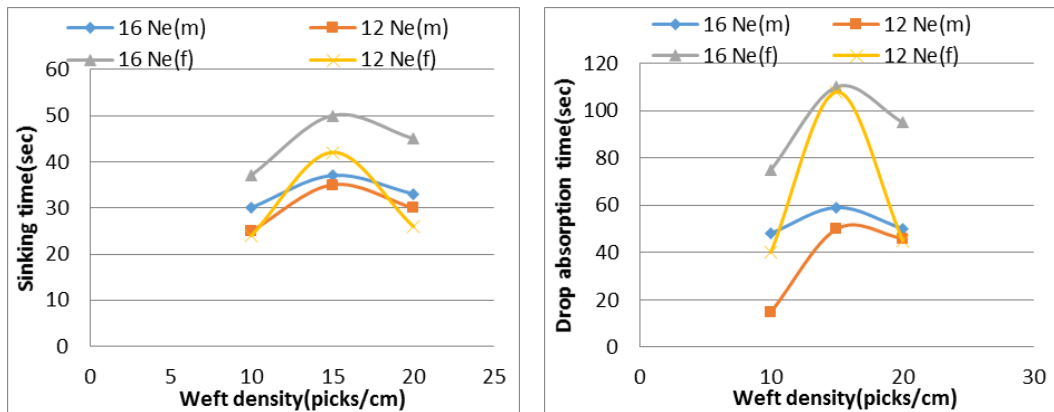 16 Ne(m) 12 Ne(m)
16 Ne(f) 12 Ne(f)
Sinking time(sec)
60
50
40
30
20
10
0
0 5 10 15 20 25
Weft density(picks/cm)
16 Ne(m) 12 Ne(m)
16 Ne(f) 12 Ne(f)
Drop absorption time(sec)
120
100
80
60
40
20
0
0 10 20 30
Weft density(picks/cm)